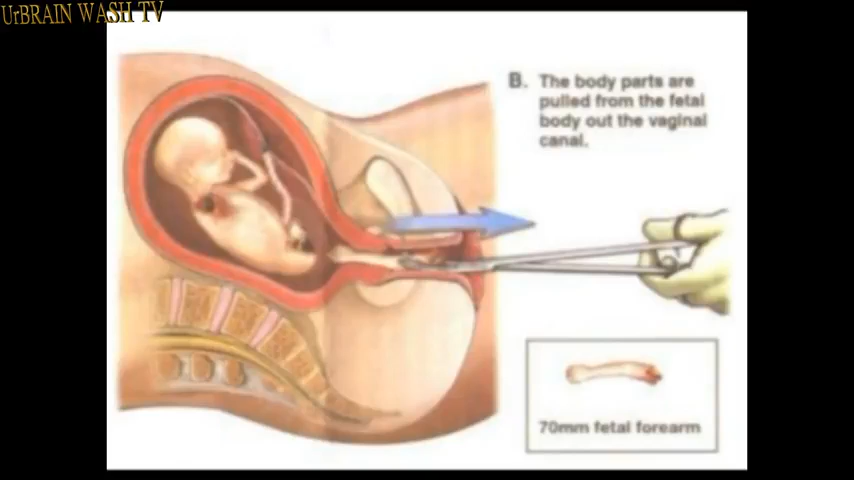 UrBRAIN WASH TV
B. The body parts are
pulled from the fetal
body out the vaginal
canal.
70mm fetal forearm